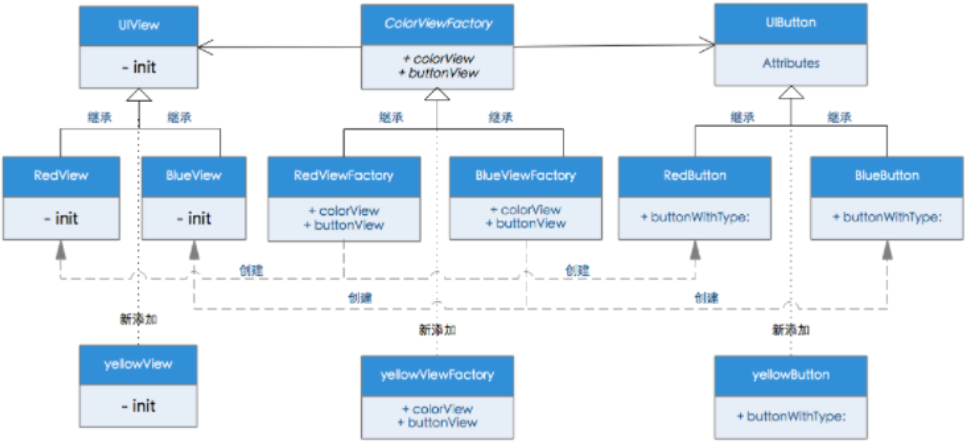 UIView
- init
ColorViewFactory
+ colorView
+ buttonView
UIButton
Attributes
继承
继承
继承
继承
继承
继承
RedView
- init
BlueView
- init
RedViewFactory
+ colorView
+ buttonView
BlueViewFactory
+ colorView
+ buttonView
RedButton
+ buttonWithType:
BlueButton
+ buttonWithType:
创建
创建
创建
创建
新添加
新添加
新添加
yellowView
- init
yellowViewFactory
+ colorView
+ buttonView
yellowButton
+ buttonWithType: